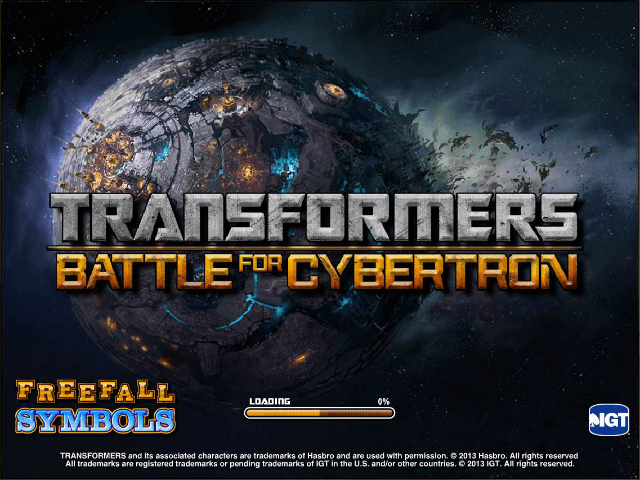 TRANSFORMERS
BATTLE FOR CYBERTRON
FREEFALL
SYMBOLS
LOADING 0%
IGT
TRANSFORMERS and its associated characters are trademarks of Hasbro and are used with permission. © 2013 Hasbro. All rights reserved
All trademarks are registered trademarks or pending trademarks of IGT in the U.S. and/or other countries. © 2013 IGT. All rights reserved.